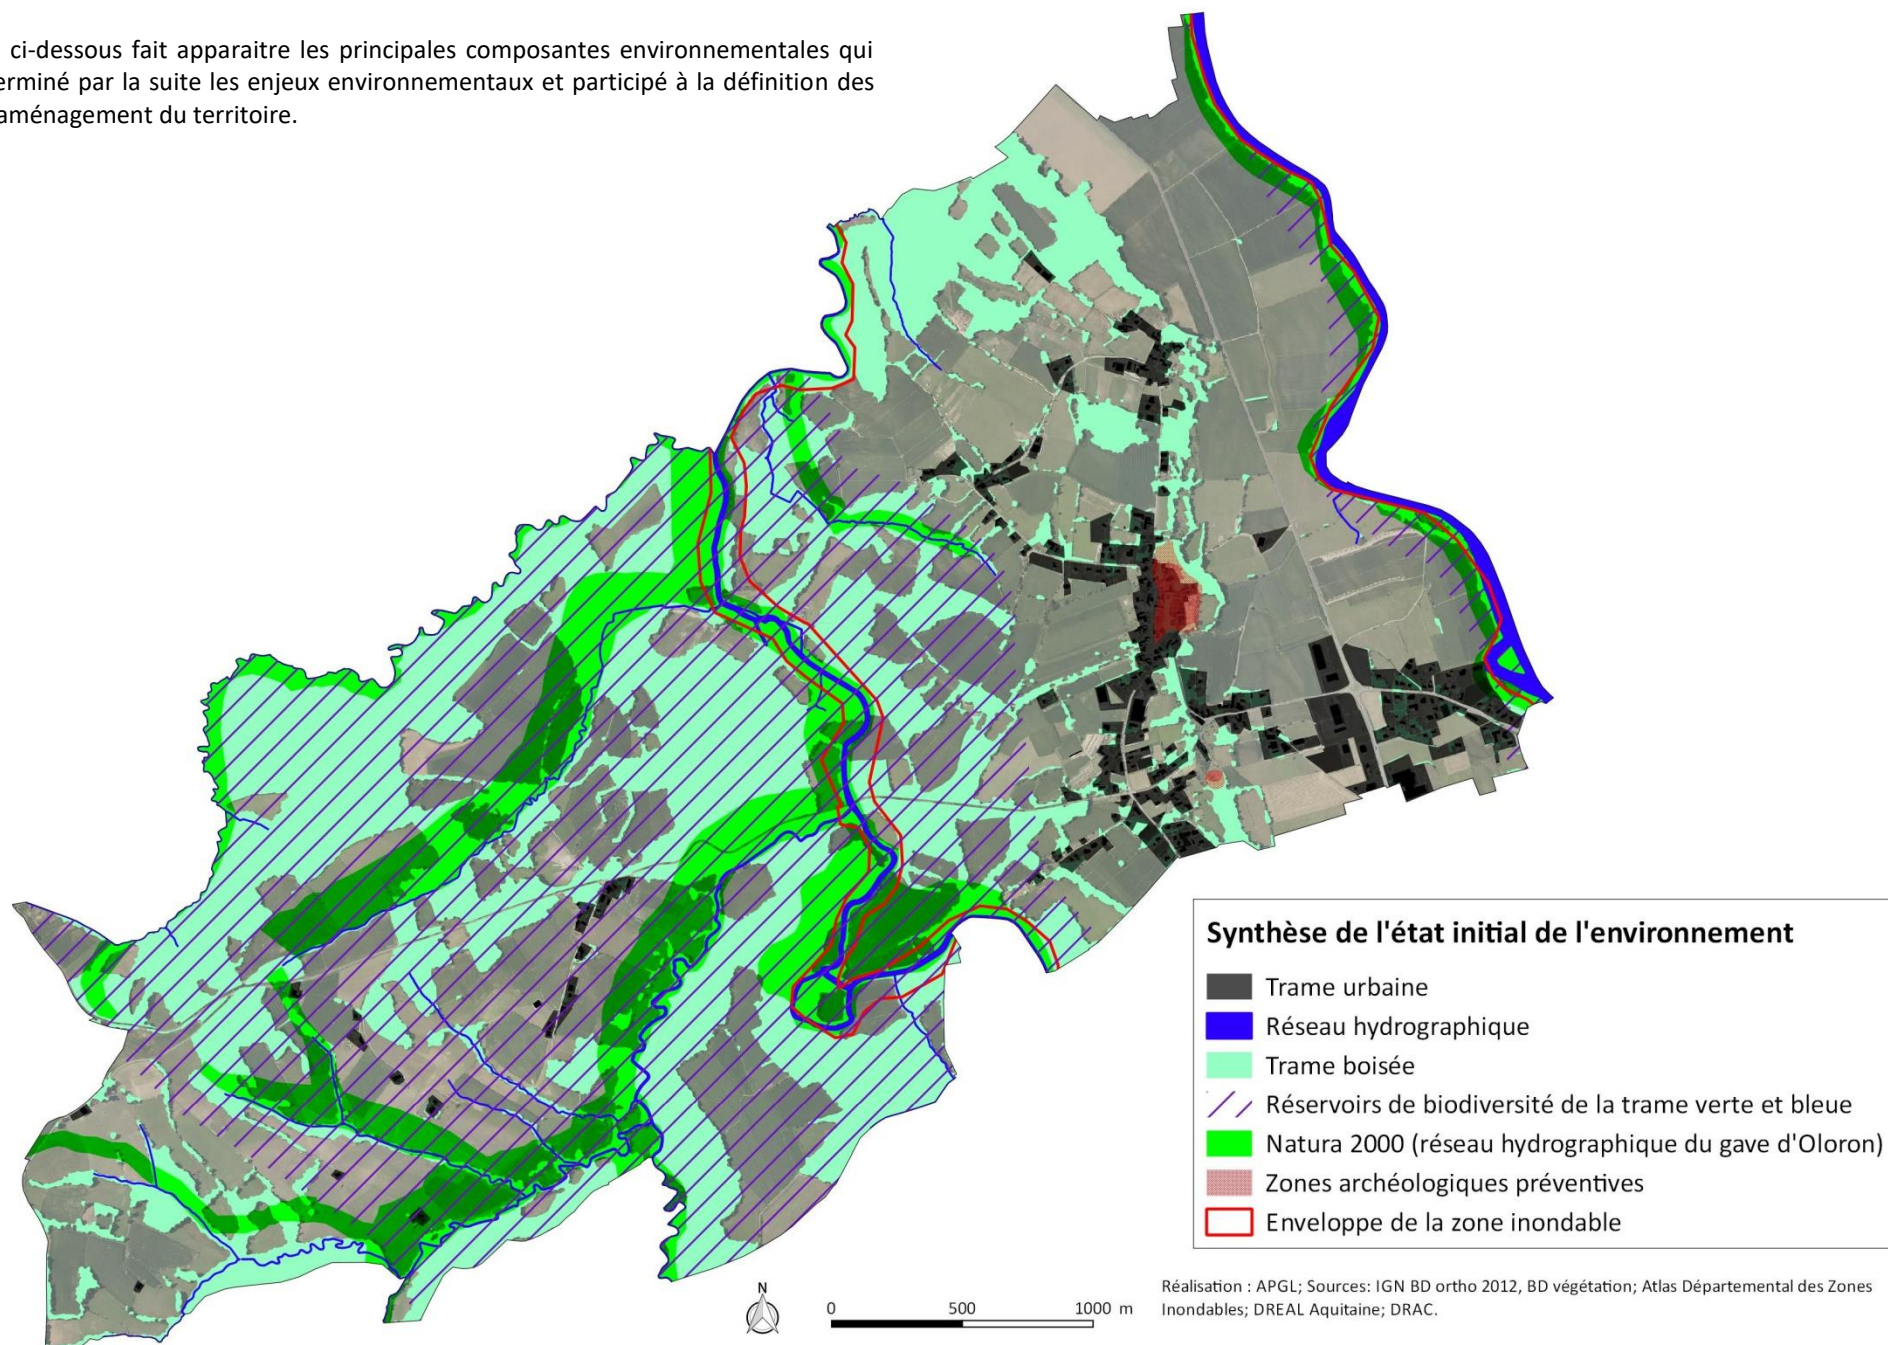 ci-dessous fait apparaitre les principales composantes environnementales qui
erminé par la suite les enjeux environnementaux et participé à la définition des
aménagement du territoire.
Synthèse de l'état initial de l'environnement
Trame urbaine
Réseau hydrographique
Trame boisée
Réservoirs de biodiversité de la trame verte et bleue
Natura 2000 (réseau hydrographique du gave d'Oloron)
Zones archéologiques préventives
Enveloppe de la zone inondable
N
0 500 1000 m
Réalisation : APGL; Sources: IGN BD ortho 2012, BD végétation; Atlas Départemental des Zones
Inondables; DREAL Aquitaine; DRAC.